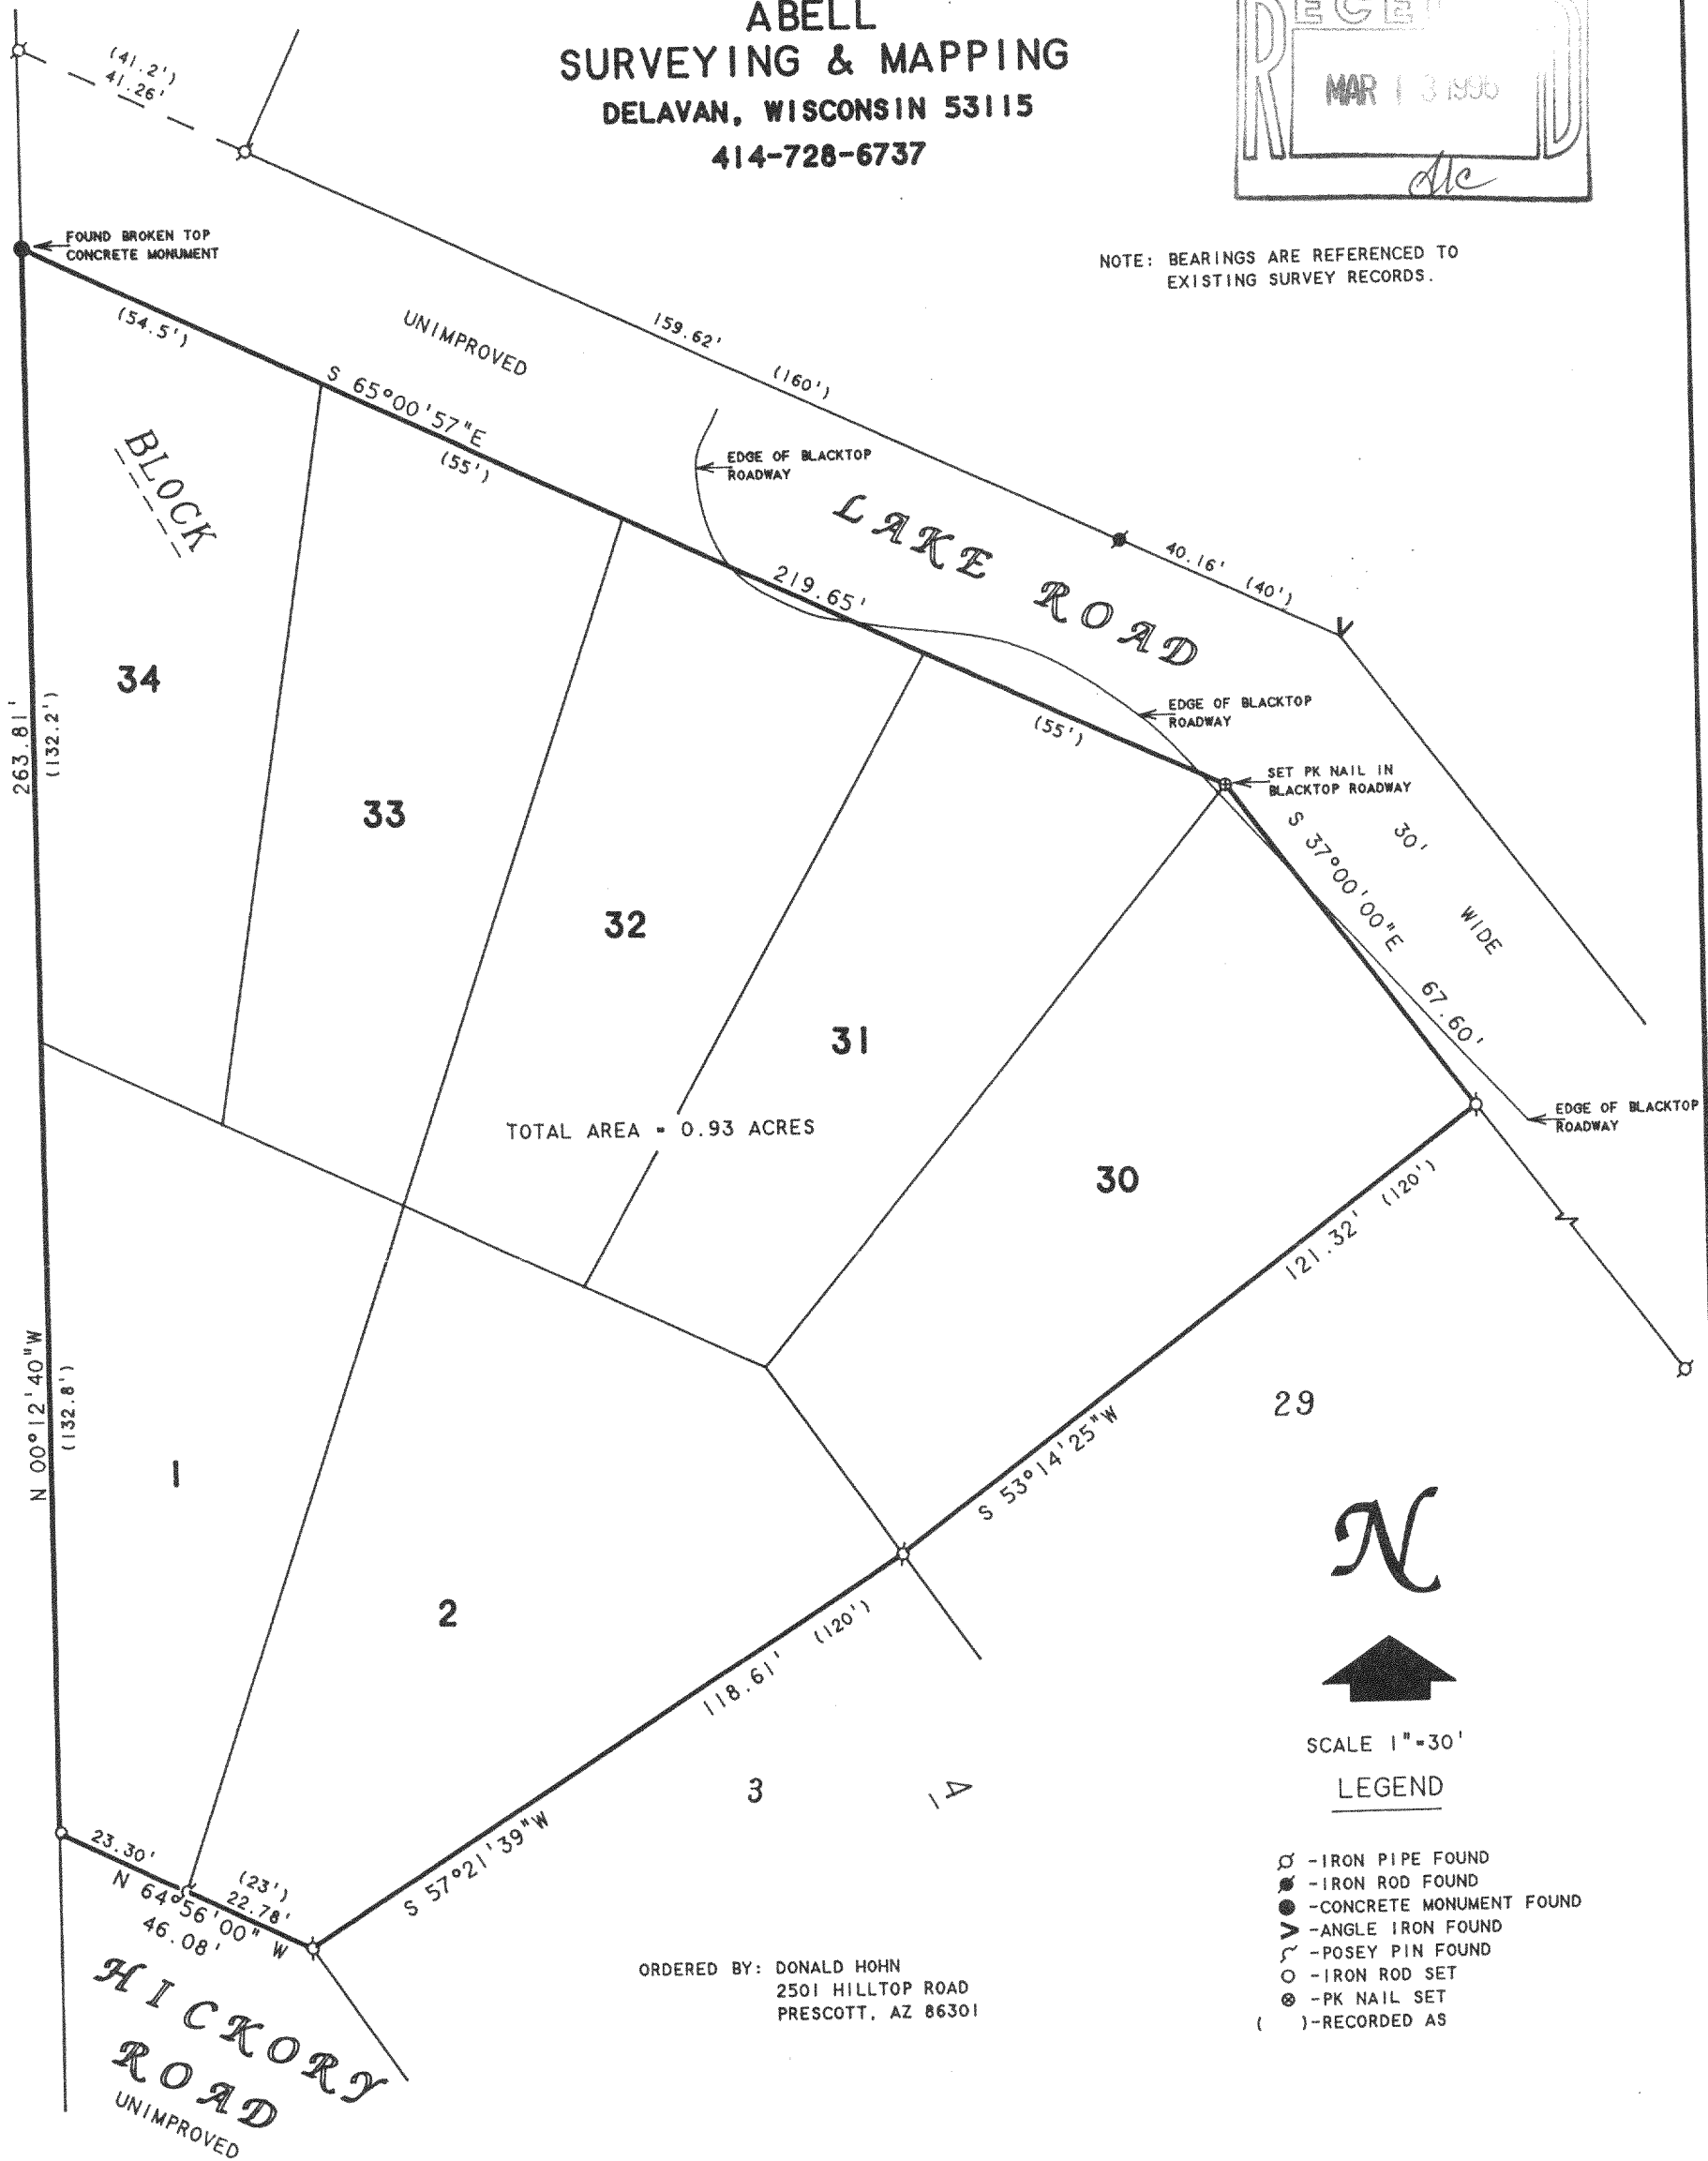 ABELL
SURVEYING & MAPPING
DELAVAN, WISCONSIN 53115
414-728-6737
MAR 13 1996
NOTE: BEARINGS ARE REFERENCED TO
EXISTING SURVEY RECORDS.
(41.2')
41.26'
FOUND BROKEN TOP
CONCRETE MONUMENT
(54.5')
UNIMPROVED
159.62'
(160')
S 65°00'57"E
(55')
BLOCK
EDGE OF BLACKTOP
ROADWAY
LAKE ROAD
40.16' (40')
219.65'
34
263.81'
(132.2')
(55')
EDGE OF BLACKTOP
ROADWAY
SET PK NAIL IN
BLACKTOP ROADWAY
33
30'
WIDE
S 37°00'00"E
67.60'
32
31
TOTAL AREA = 0.93 ACRES
EDGE OF BLACKTOP
ROADWAY
30
121.32' (120')
N 00°12'40"W
(132.8')
29
S 53°14'25"W
1
2
118.61' (120')
3
4
S 57°21'39"W
23.30'
(23')
22.78'
N 64°56'00" W
46.08'
HICKORY
ROAD
UNIMPROVED
ORDERED BY: DONALD HOHN
2501 HILLTOP ROAD
PRESCOTT, AZ 86301
N
SCALE 1"=30'
LEGEND
-IRON PIPE FOUND
-IRON ROD FOUND
-CONCRETE MONUMENT FOUND
-ANGLE IRON FOUND
-POSEY PIN FOUND
-IRON ROD SET
-PK NAIL SET
( )-RECORDED AS